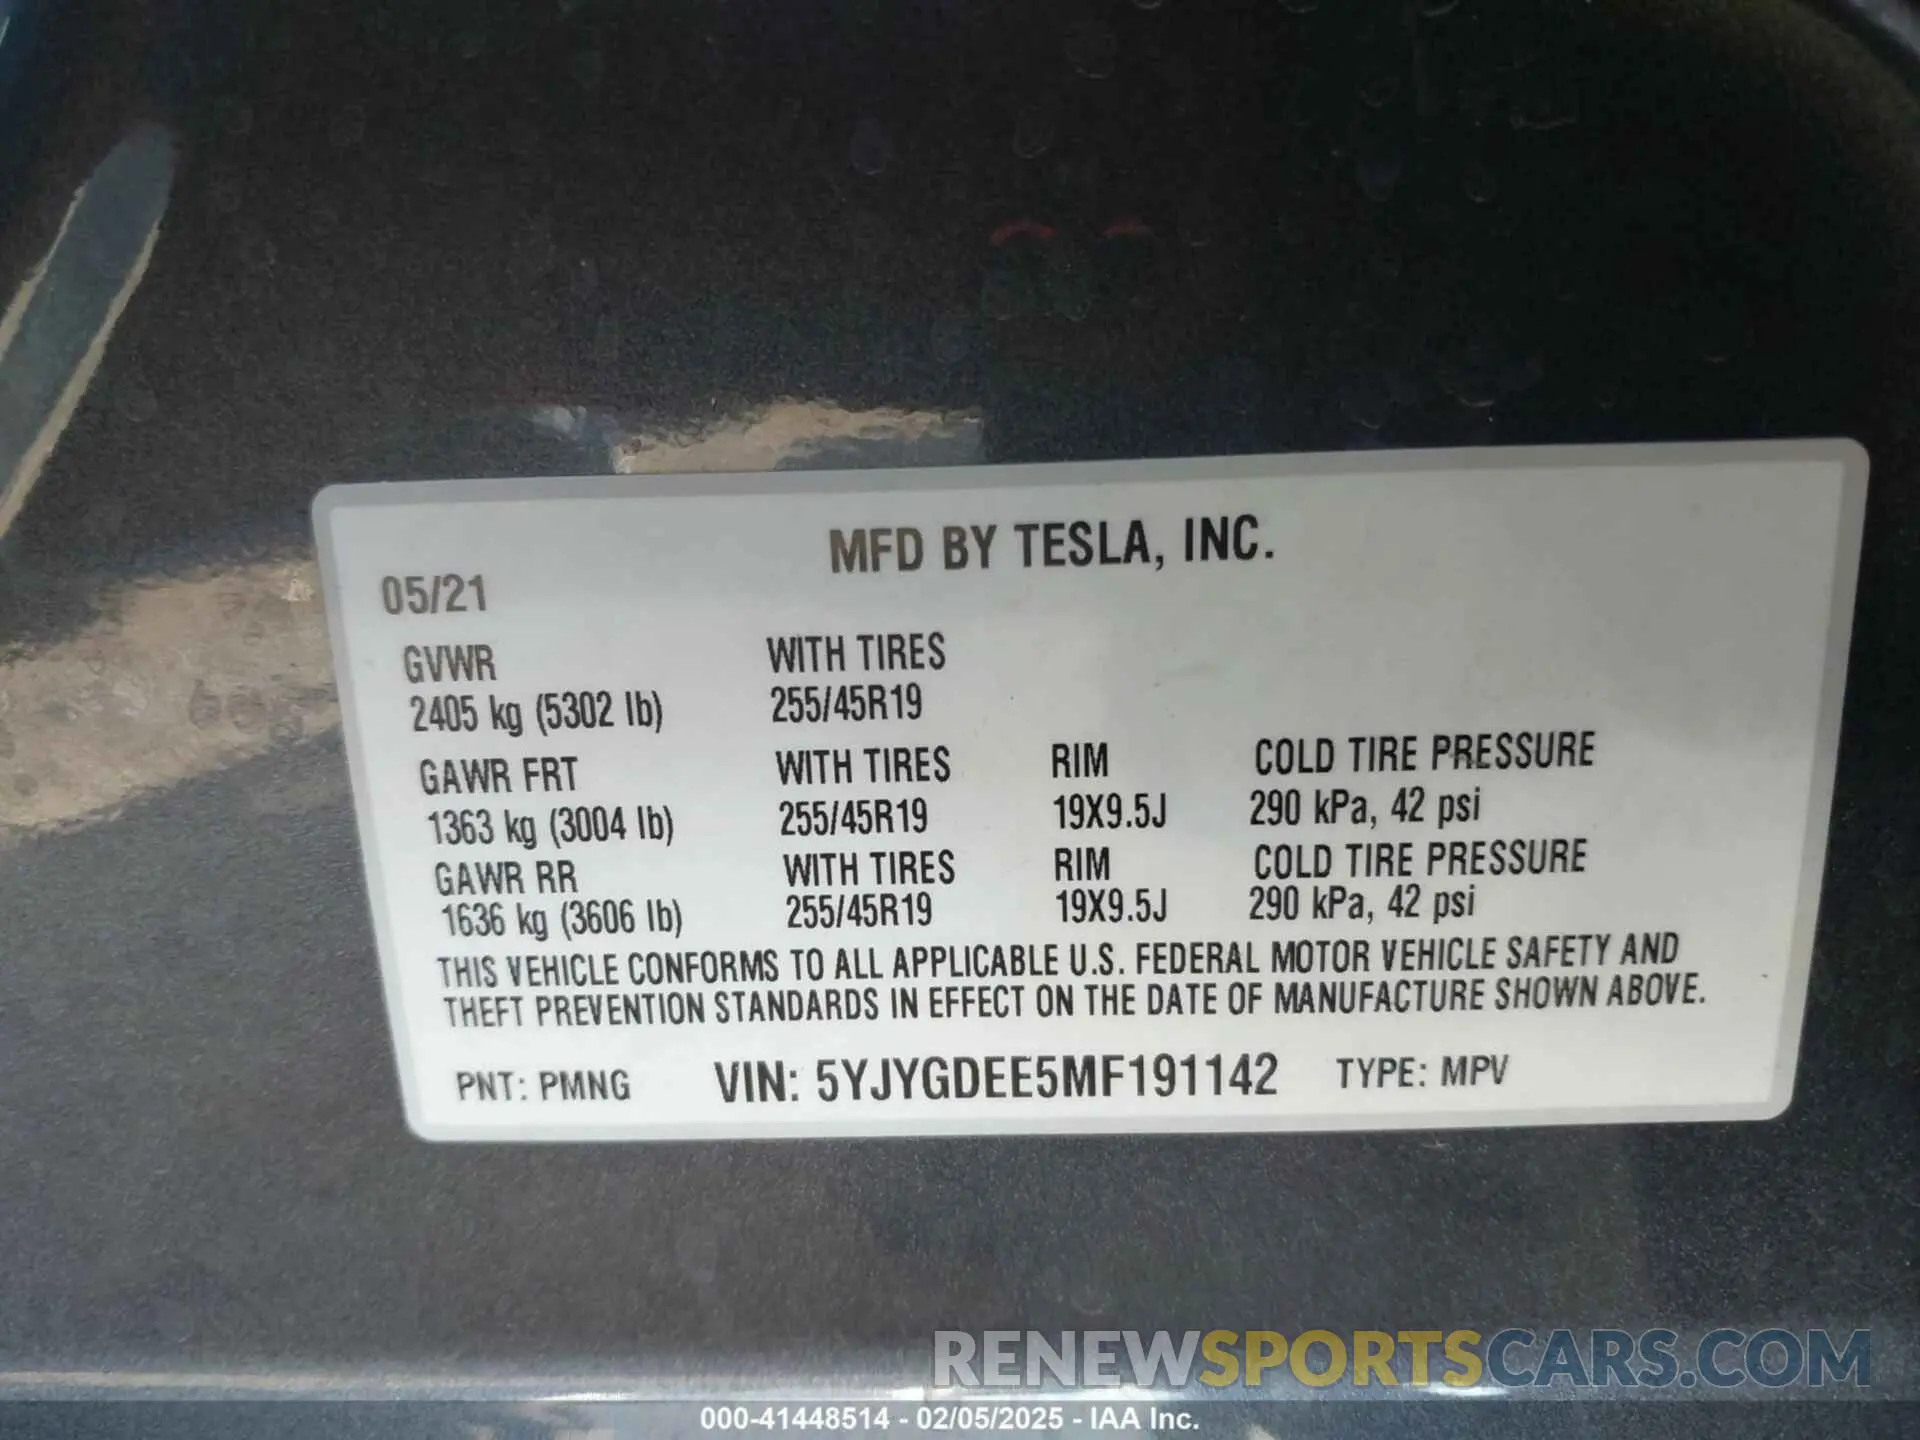 MFD BY TESLA, INC.
05/21
GVWR WITH TIRES
2405 kg (5302 lb) 255/45R19
GAWR FRT WITH TIRES RIM COLD TIRE PRESSURE
1363 kg (3004 lb) 255/45R19 19X9.5J 290 kPa, 42 psi
GAWR RR WITH TIRES RIM COLD TIRE PRESSURE
1636 kg (3606 lb) 255/45R19 19X9.5J 290 kPa, 42 psi
THIS VEHICLE CONFORMS TO ALL APPLICABLE U.S. FEDERAL MOTOR VEHICLE SAFETY AND
THEFT PREVENTION STANDARDS IN EFFECT ON THE DATE OF MANUFACTURE SHOWN ABOVE.
PNT: PMNG VIN: 5YJYGDEE5MF191142 TYPE: MPV
RENEWSPORTSCARS.COM
000-41448514 - 02/05/2025 - IAA Inc.